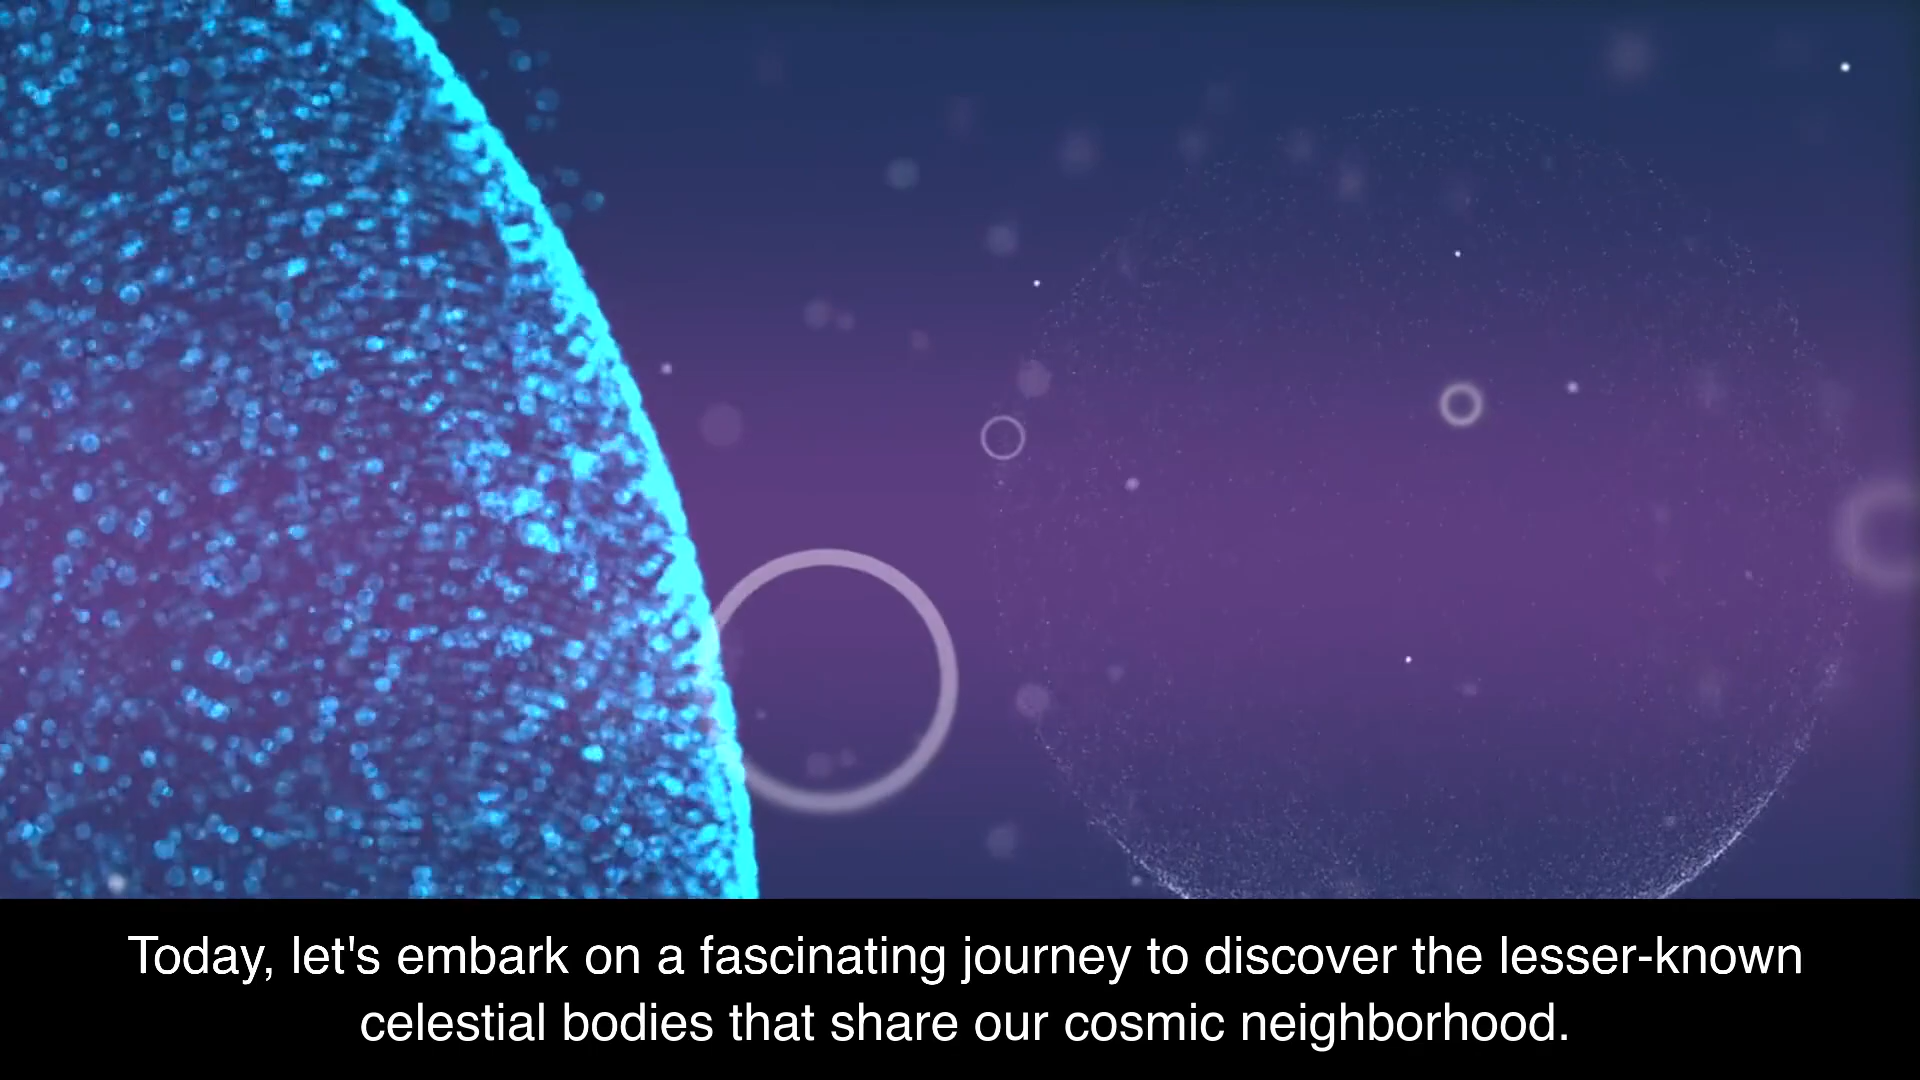 Today, let's embark on a fascinating journey to discover the lesser-known
celestial bodies that share our cosmic neighborhood.